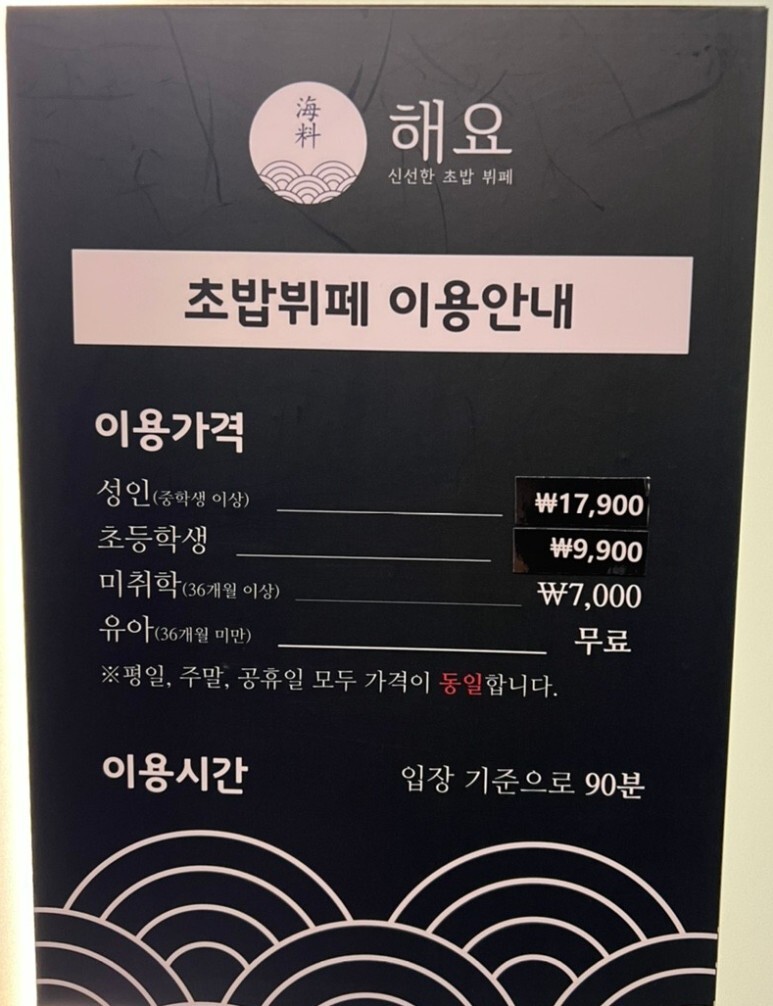 海料
해요
신선한 초밥 뷔페
초밥뷔페 이용안내
이용가격
성인(중학생 이상) ₩17,900
초등학생 ₩9,900
미취학(36개월 이상) ₩7,000
유아(36개월 미만) 무료
※평일, 주말, 공휴일 모두 가격이 동일합니다.
이용시간 입장 기준으로 90분